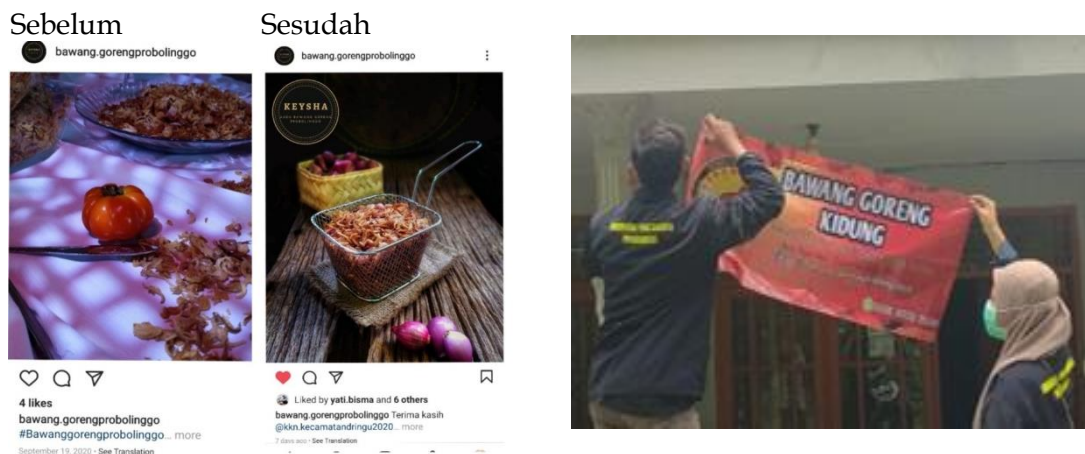 Sebelum
Sesudah
bawang.gorengprobolinggo
4 likes
bawang.gorengprobolinggo
#Bawanggorengprobolinggo... more
September 19, 2020 • See Translation
bawang.gorengprobolinggo
KEYSHA
Liked by yati.bisma and 6 others
bawang.gorengprobolinggo Terima kasih
@kkn.kecamatandringu2020... more
7 days ago • See Translation
BAWANG GORENG
KIDUNG